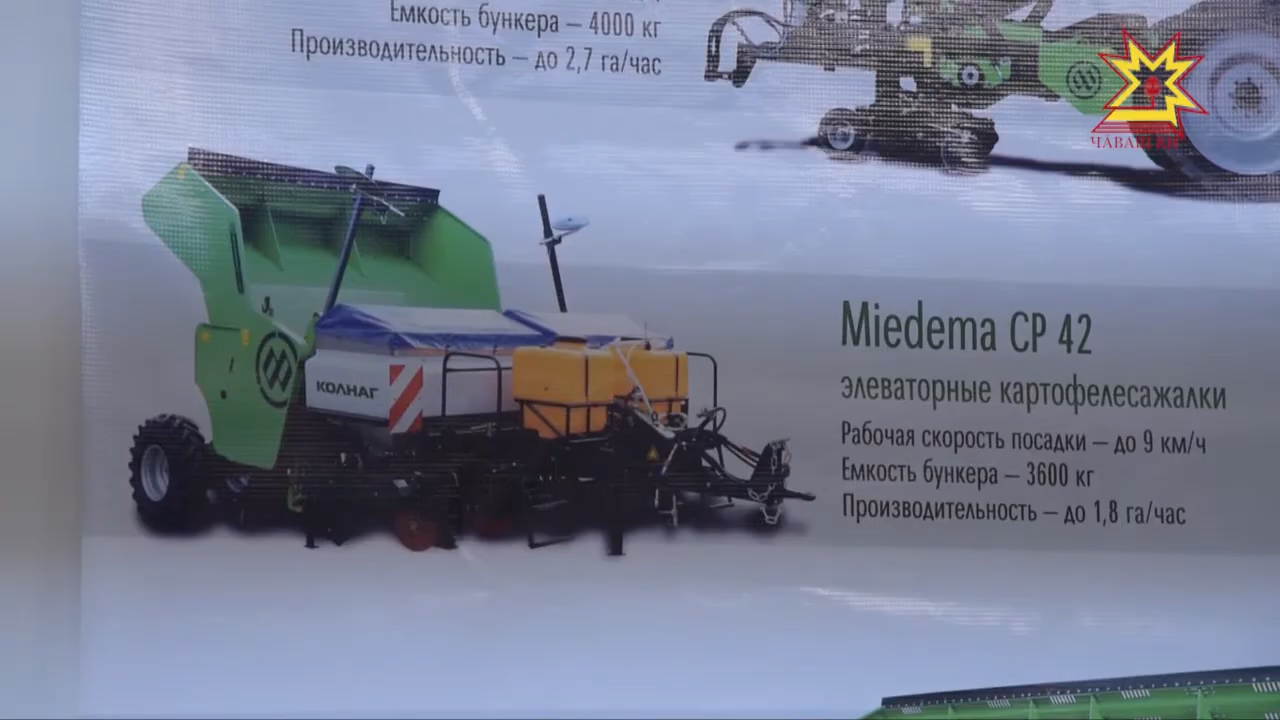 Емкость бункера – 4000 кг
Производительность – до 2,7 га/час
ЧĂВАШ ЕН
КОЛНАГ
Miedema CP 42
элеваторные картофелесажалки
Рабочая скорость посадки – до 9 км/ч
Емкость бункера – 3600 кг
Производительность – до 1,8 га/час